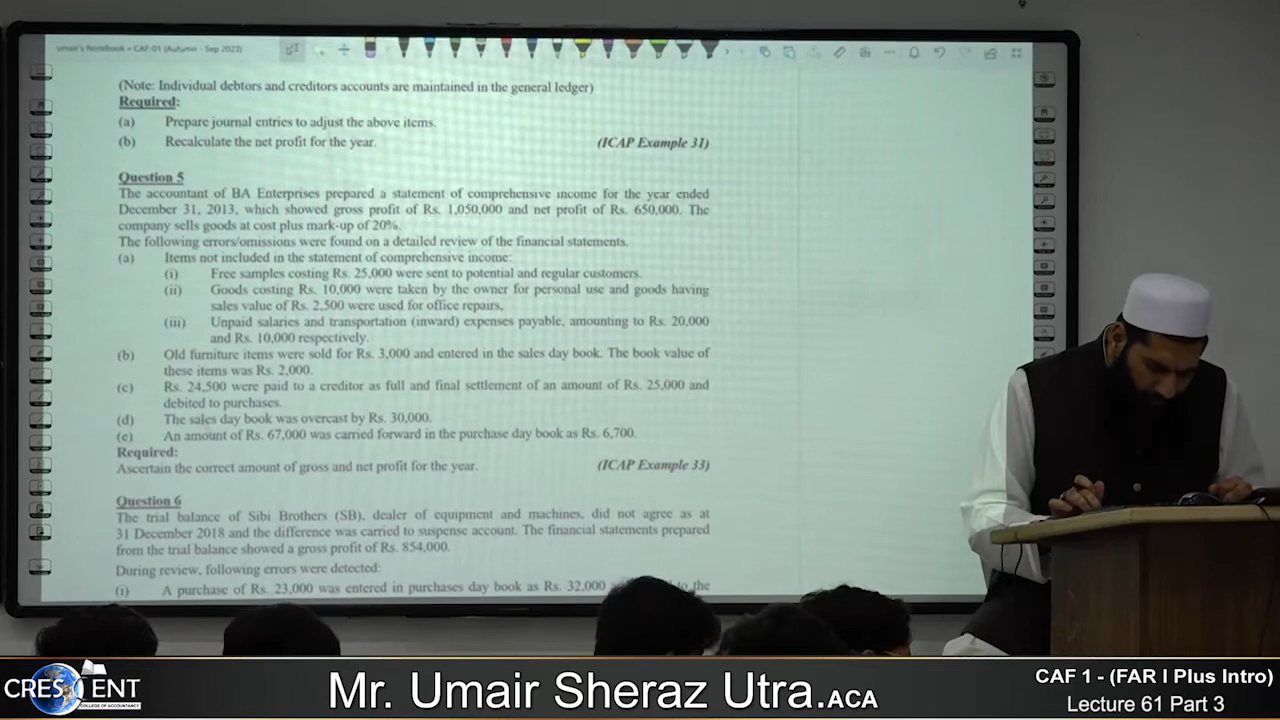 umair's Notebook • CAF-01 (Autumn - Sep 2023)
(Note: Individual debtors and creditors accounts are maintained in the general ledger)
Required:
(a) Prepare journal entries to adjust the above items.
(b) Recalculate the net profit for the year. (ICAP Example 31)
Question 5
The accountant of BA Enterprises prepared a statement of comprehensive income for the year ended
December 31, 2013, which showed gross profit of Rs. 1,050,000 and net profit of Rs. 650,000. The
company sells goods at cost plus mark-up of 20%.
The following errors/omissions were found on a detailed review of the financial statements.
(a) Items not included in the statement of comprehensive income:
(i) Free samples costing Rs. 25,000 were sent to potential and regular customers.
(ii) Goods costing Rs. 10,000 were taken by the owner for personal use and goods having
sales value of Rs. 2,500 were used for office repairs.
(iii) Unpaid salaries and transportation (inward) expenses payable, amounting to Rs. 20,000
and Rs. 10,000 respectively.
(b) Old furniture items were sold for Rs. 3,000 and entered in the sales day book. The book value of
these items was Rs. 2,000.
(c) Rs. 24,500 were paid to a creditor as full and final settlement of an amount of Rs. 25,000 and
debited to purchases.
(d) The sales day book was overcast by Rs. 30,000.
(e) An amount of Rs. 67,000 was carried forward in the purchase day book as Rs. 6,700.
Required:
Ascertain the correct amount of gross and net profit for the year. (ICAP Example 33)
Question 6
The trial balance of Sibi Brothers (SB), dealer of equipment and machines, did not agree as at
31 December 2018 and the difference was carried to suspense account. The financial statements prepared
from the trial balance showed a gross profit of Rs. 854,000.
During review, following errors were detected:
(i) A purchase of Rs. 23,000 was entered in purchases day book as Rs. 32,000 to the
CRESCENT
COLLEGE OF ACCOUNTANCY
Mr. Umair Sheraz Utra.ACA
CAF 1 - (FAR I Plus Intro)
Lecture 61 Part 3